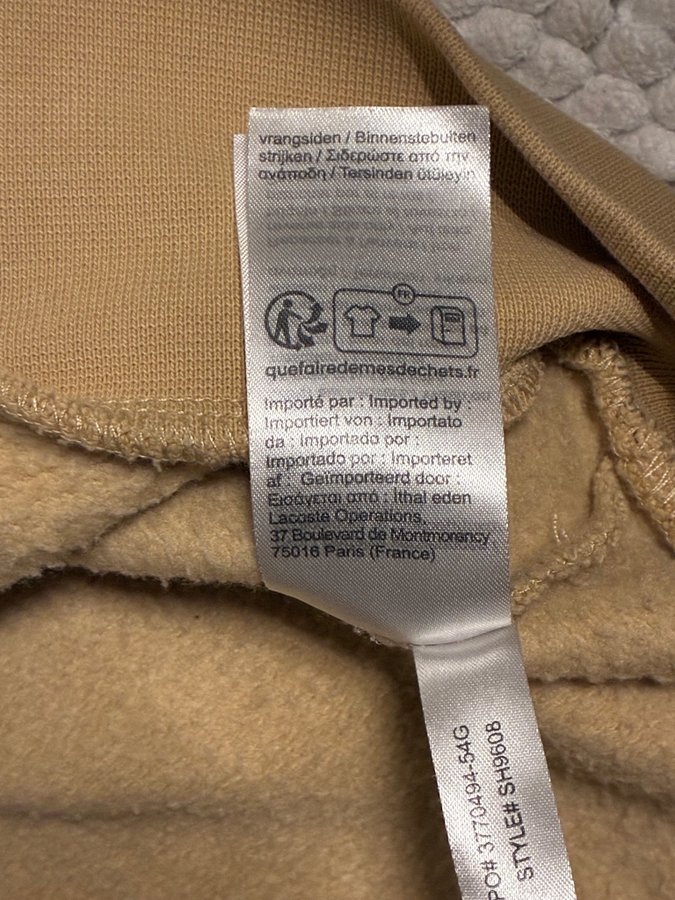 vrangsiden / Binnenstebuiten
strijken / Σιδερώστε από την
ανάποδη / Tersinden ütüleyin
FR
quefairedemesdechets.fr
Importé par : Imported by :
Importiert von : Importato
da : Importado por :
Importado por : Importeret
af : Geïmporteerd door :
Εισάγεται από : İthal eden
Lacoste Operations,
37 Boulevard de Montmorency,
75016 Paris (France)
PO# 3770494-54G
STYLE# SH9608